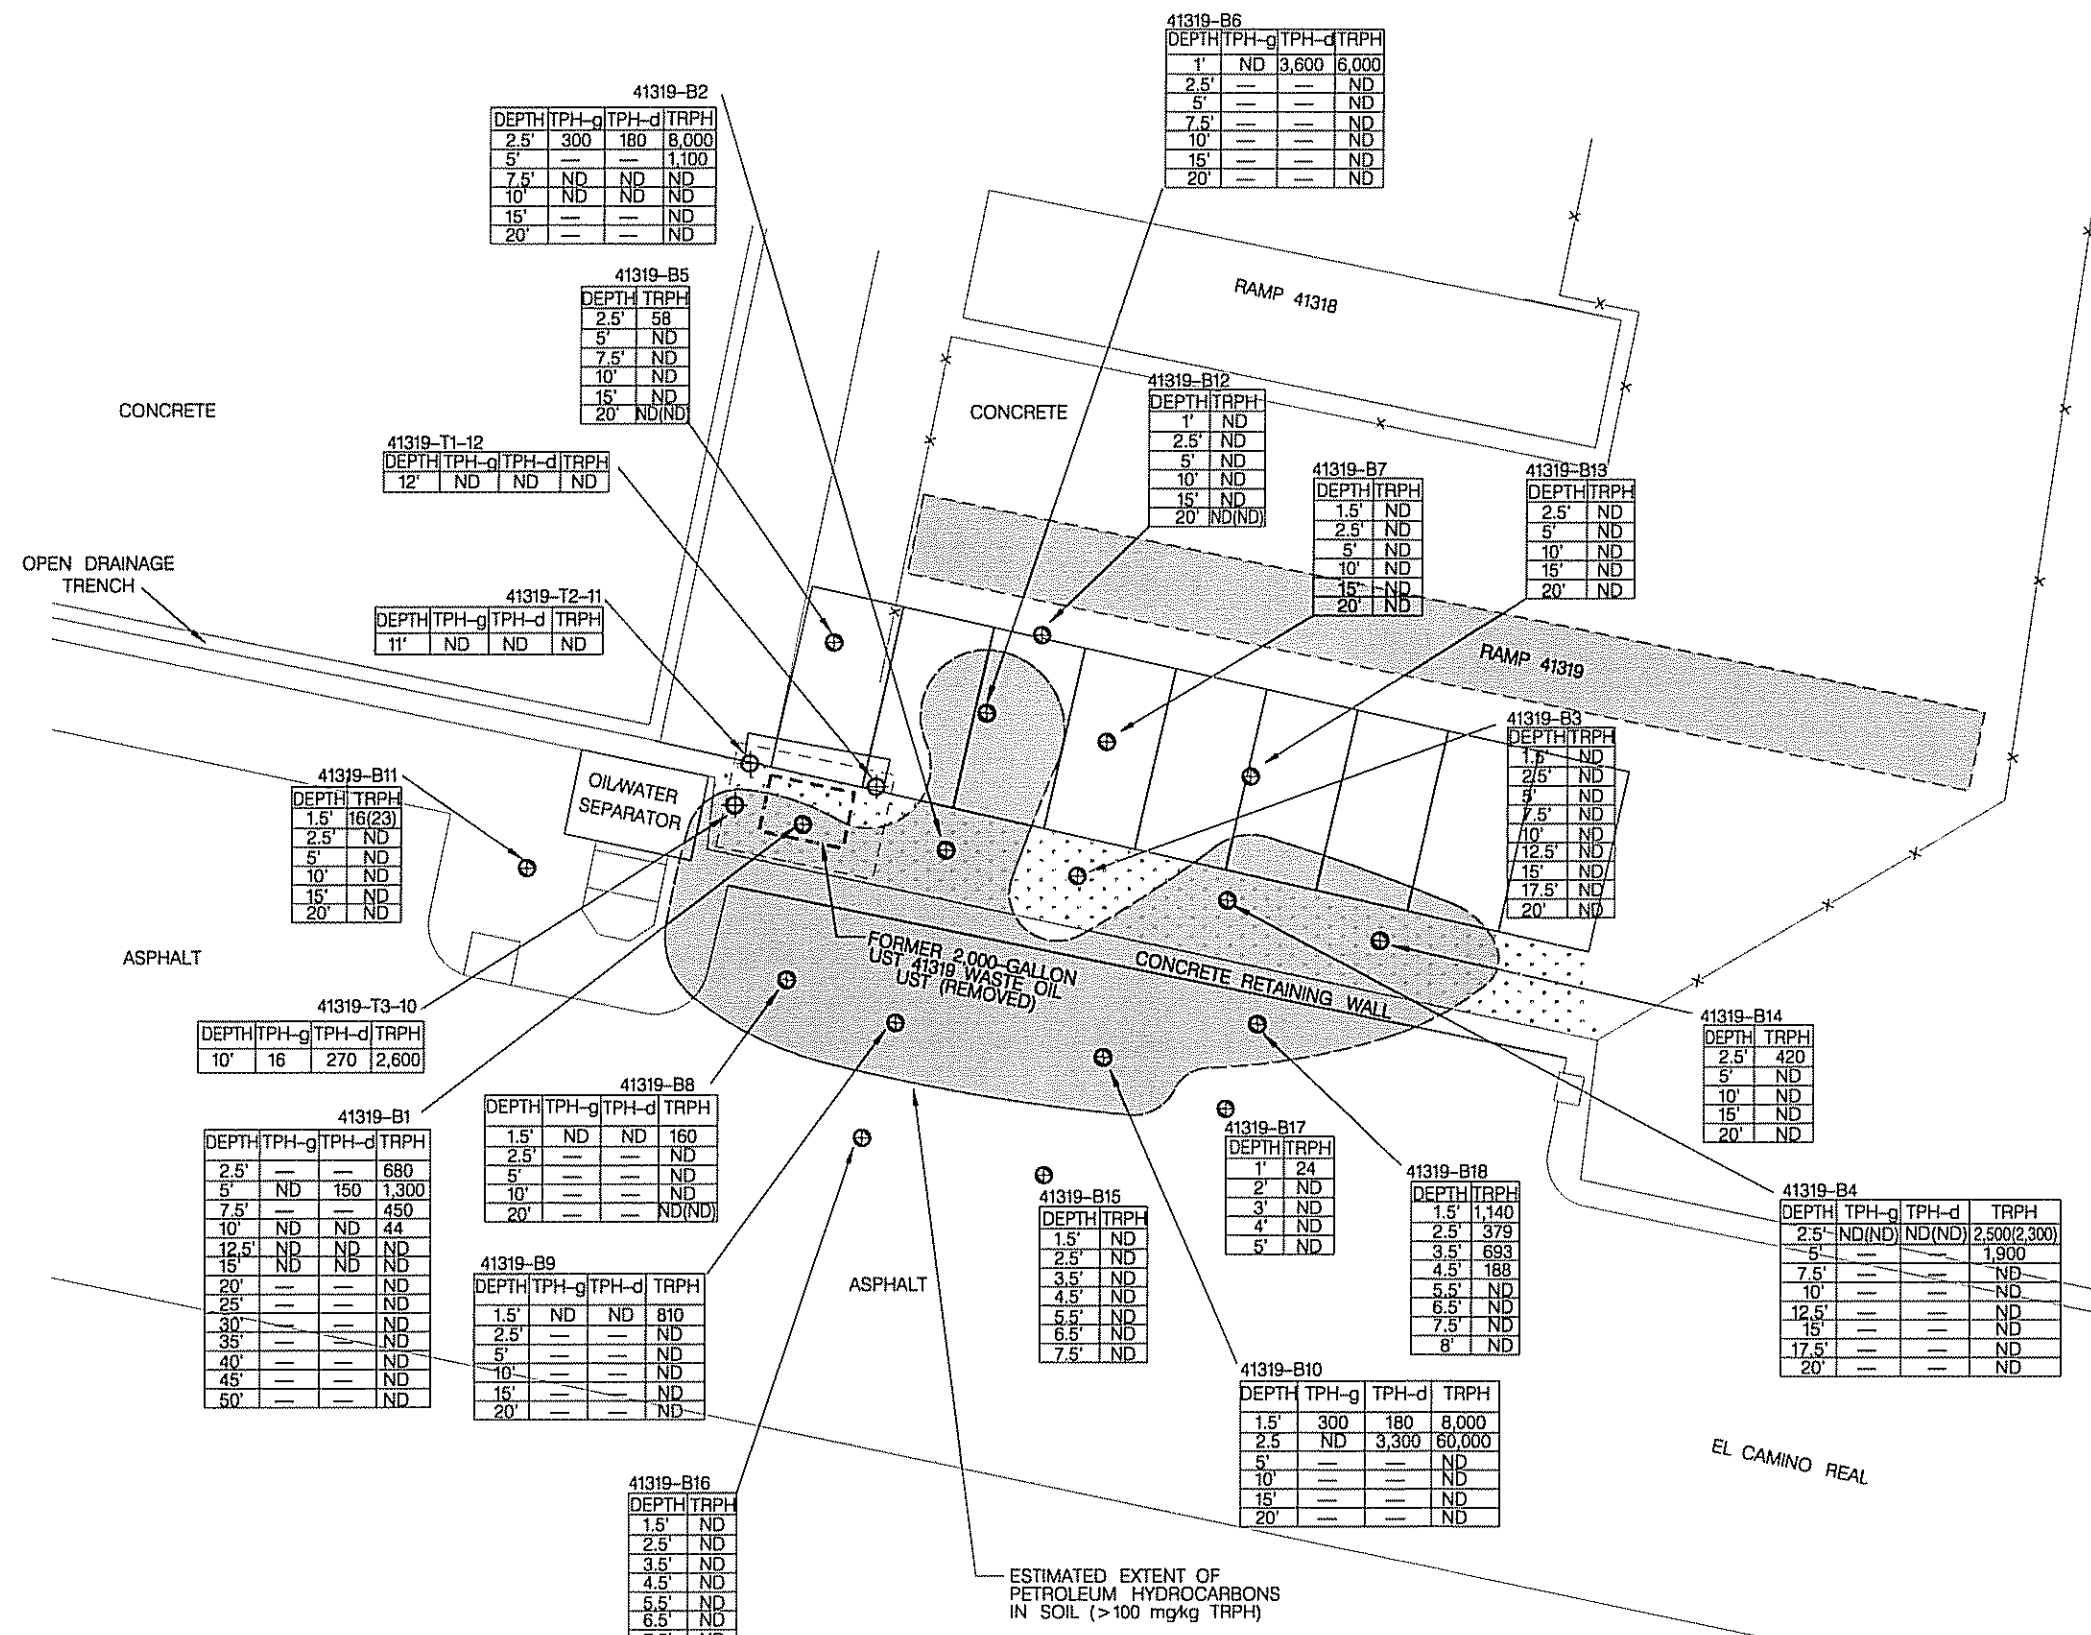 41319-B6
DEPTH TPH-g TPH-d TRPH
1' ND 3,600 6,000
2.5' — — ND
5' — — ND
7.5' — — ND
10' — — ND
15' — — ND
20' — — ND
41319-B2
DEPTH TPH-g TPH-d TRPH
2.5' 300 180 8,000
5' — — 1,100
7.5' ND ND ND
10' ND ND ND
15' — — ND
20' — — ND
41319-B5
DEPTH TRPH
2.5' 58
5' ND
7.5' ND
10' ND
15' ND
20' ND(ND)
RAMP 41318
CONCRETE
CONCRETE
41319-B12
DEPTH TRPH
1' ND
2.5' ND
5' ND
10' ND
15' ND
20' ND(ND)
41319-T1-12
DEPTH TPH-g TPH-d TRPH
12' ND ND ND
41319-B7
DEPTH TRPH
1.5' ND
2.5' ND
5' ND
10' ND
15' ND
20' ND
41319-B13
DEPTH TRPH
2.5' ND
5' ND
10' ND
15' ND
20' ND
OPEN DRAINAGE
TRENCH
41319-T2-11
DEPTH TPH-g TPH-d TRPH
11' ND ND ND
RAMP 41319
41319-B3
DEPTH TRPH
1.5' ND
2.5' ND
5' ND
7.5' ND
10' ND
12.5' ND
15' ND
17.5' ND
20' ND
41319-B11
DEPTH TRPH
1.5' 16(23)
2.5' ND
5' ND
10' ND
15' ND
20' ND
OIL/WATER
SEPARATOR
ASPHALT
FORMER 2,000-GALLON
UST 41319 WASTE OIL
UST (REMOVED)
CONCRETE RETAINING WALL
41319-T3-10
DEPTH TPH-g TPH-d TRPH
10' 16 270 2,600
41319-B14
DEPTH TRPH
2.5' 420
5' ND
10' ND
15' ND
20' ND
41319-B8
DEPTH TPH-g TPH-d TRPH
1.5' ND ND 160
2.5' — — ND
5' — — ND
10' — — ND
20' — — ND(ND)
41319-B1
DEPTH TPH-g TPH-d TRPH
2.5' — — 680
5' ND 150 1,300
7.5' — — 450
10' ND ND 44
12.5' ND ND ND
15' ND ND ND
20' — — ND
25' — — ND
30' — — ND
35' — — ND
40' — — ND
45' — — ND
50' — — ND
41319-B17
DEPTH TRPH
1' 24
2' ND
3' ND
4' ND
5' ND
41319-B15
DEPTH TRPH
1.5' ND
2.5' ND
3.5' ND
4.5' ND
5.5' ND
6.5' ND
7.5' ND
41319-B18
DEPTH TRPH
1.5' 1,140
2.5' 379
3.5' 693
4.5' 188
5.5' ND
6.5' ND
7.5' ND
8' ND
41319-B4
DEPTH TPH-g TPH-d TRPH
2.5' ND(ND) ND(ND) 2,500(2,300)
5' — — 1,900
7.5' — — ND
10' — — ND
12.5' — — ND
15' — — ND
17.5' — — ND
20' — — ND
41319-B9
DEPTH TPH-g TPH-d TRPH
1.5' ND ND 810
2.5' — — ND
5' — — ND
10' — — ND
15' — — ND
20' — — ND
ASPHALT
41319-B10
DEPTH TPH-g TPH-d TRPH
1.5' 300 180 8,000
2.5 ND 3,300 60,000
5' — — ND
10' — — ND
15' — — ND
20' — — ND
EL CAMINO REAL
41319-B16
DEPTH TRPH
1.5' ND
2.5' ND
3.5' ND
4.5' ND
5.5' ND
6.5' ND
ESTIMATED EXTENT OF
PETROLEUM HYDROCARBONS
IN SOIL (>100 mg/kg TRPH)